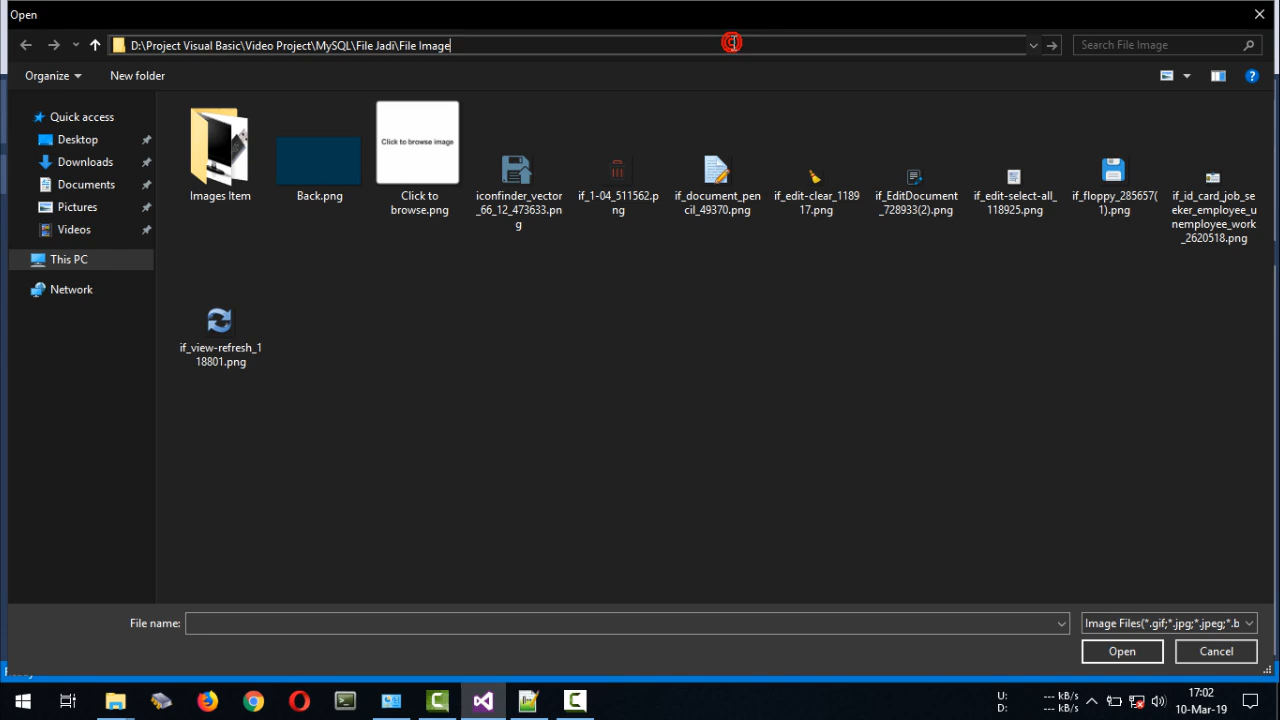 Open
D:\Project Visual Basic\Video Project\MySQL\File Jadi\File Image
Search File Image
Organize
New folder
Quick access
Desktop
Downloads
Documents
Pictures
Videos
This PC
Network
Images Item
Back.png
Click to browse image
Click to
browse.png
iconfinder_vector
_66_12_473633.pn
g
if_1-04_511562.p
ng
if_document_pen
cil_49370.png
if_edit-clear_1189
17.png
if_EditDocument
_728933(2).png
if_edit-select-all_
118925.png
if_floppy_285657(
1).png
if_id_card_job_se
eker_employee_u
nemployee_work
_2620518.png
if_view-refresh_1
18801.png
File name:
Image Files(*.gif;*.jpg;*.jpeg;*.b
Open
Cancel
U:
--- kB/s
D:
--- kB/s
17:02
10-Mar-19